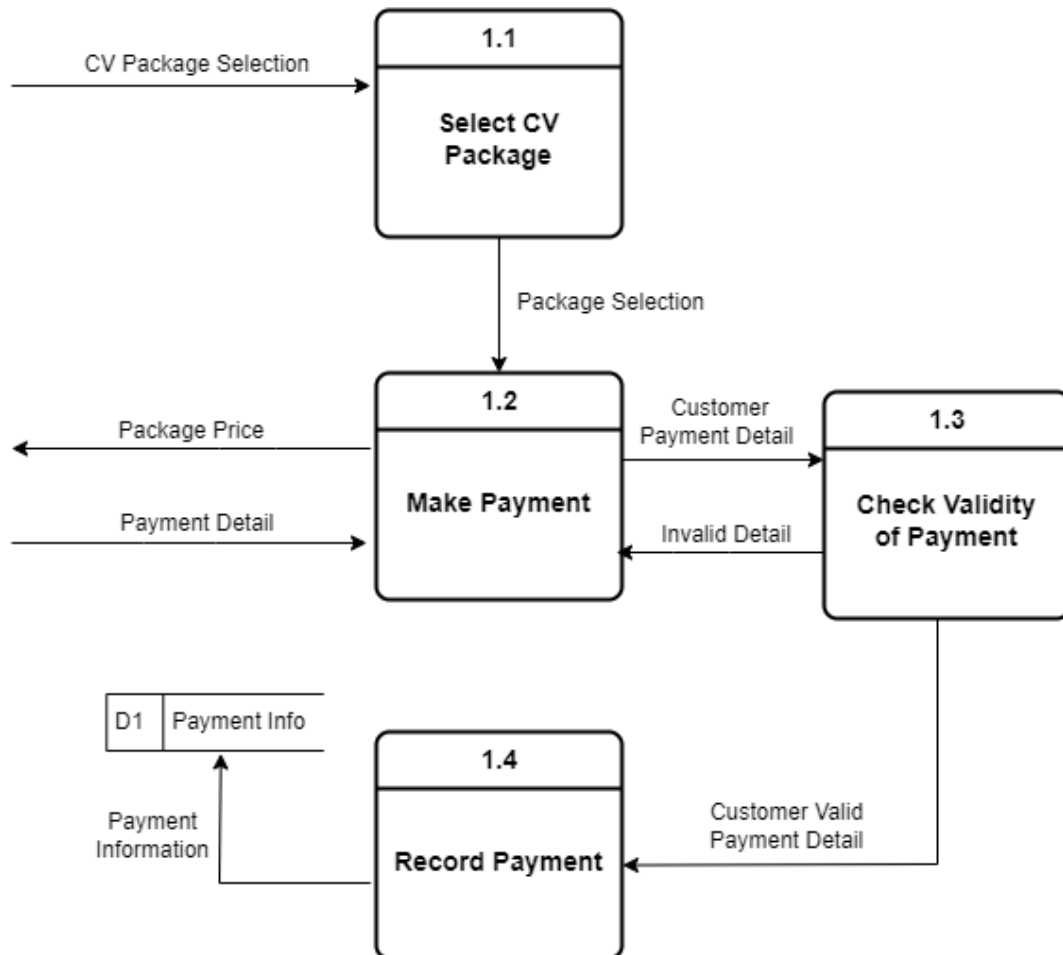 1.1
CV Package Selection
Select CV
Package
Package Selection
1.2
Package Price
Customer
Payment Detail
1.3
Make Payment
Payment Detail
Invalid Detail
Check Validity
of Payment
D1
Payment Info
1.4
Payment
Information
Record Payment
Customer Valid
Payment Detail